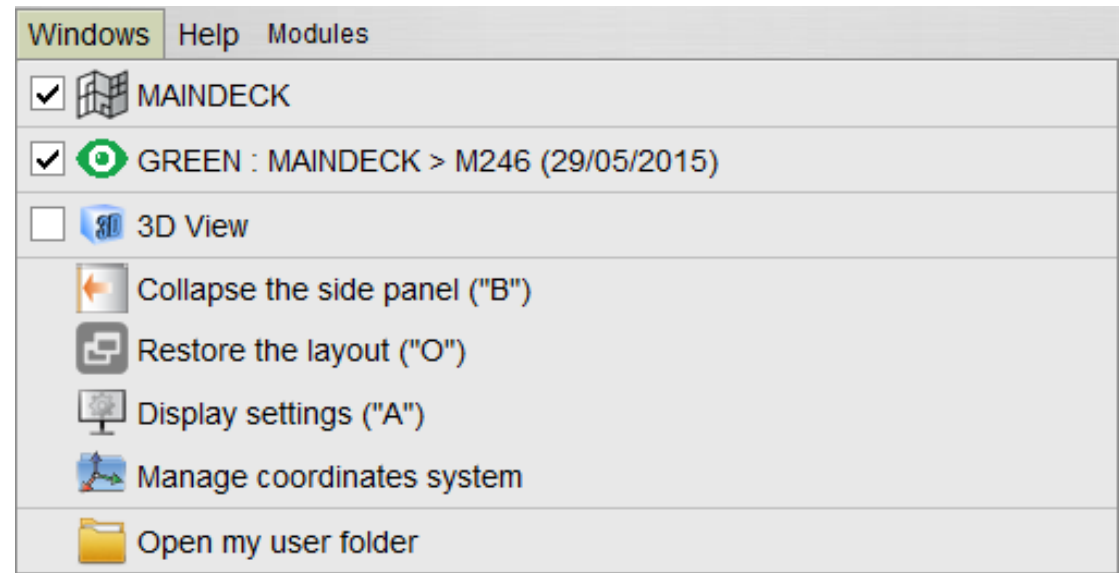 Windows Help Modules
MAINDECK
GREEN : MAINDECK > M246 (29/05/2015)
3D 3D View
Collapse the side panel ("B")
Restore the layout ("O")
Display settings ("A")
Manage coordinates system
Open my user folder